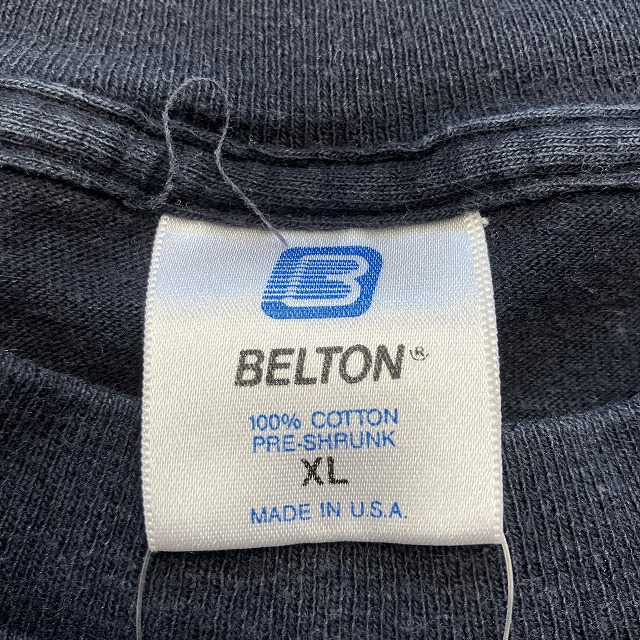 B
BELTON®
100% COTTON
PRE-SHRUNK
XL
MADE IN U.S.A.